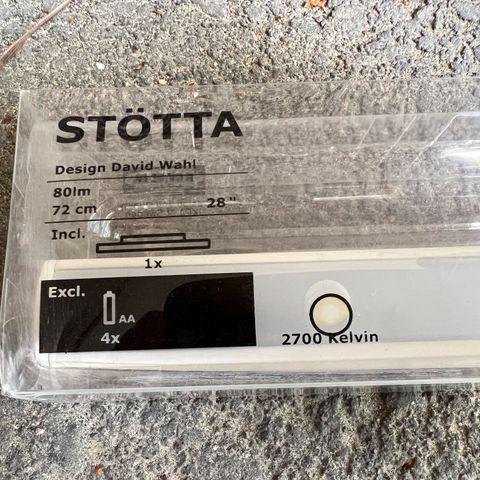 STÖTTA
Design David Wahl
80lm
72 cm 28"
Incl.
1x
Excl.
AA
4x
2700 Kelvin